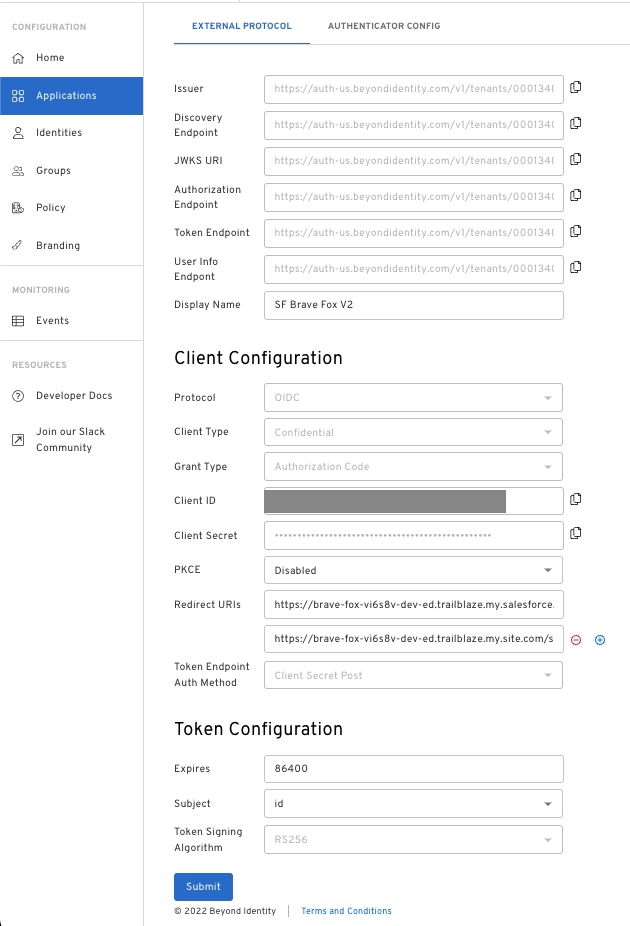 CONFIGURATION
Home
Applications
Identities
Groups
Policy
Branding
MONITORING
Events
RESOURCES
Developer Docs
Join our Slack
Community
EXTERNAL PROTOCOL
AUTHENTICATOR CONFIG
Issuer
https://auth-us.beyondidentity.com/v1/tenants/0001340
Discovery
Endpoint
https://auth-us.beyondidentity.com/v1/tenants/0001340
JWKS URI
https://auth-us.beyondidentity.com/v1/tenants/0001340
Authorization
Endpoint
https://auth-us.beyondidentity.com/v1/tenants/0001340
Token Endpoint
https://auth-us.beyondidentity.com/v1/tenants/0001340
User Info
Endpont
https://auth-us.beyondidentity.com/v1/tenants/0001340
Display Name
SF Brave Fox V2
Client Configuration
Protocol
OIDC
Client Type
Confidential
Grant Type
Authorization Code
Client ID
Client Secret
PKCE
Disabled
Redirect URIs
https://brave-fox-vi6s8v-dev-ed.trailblaze.my.salesforce.
https://brave-fox-vi6s8v-dev-ed.trailblaze.my.site.com/s
Token Endpoint
Auth Method
Client Secret Post
Token Configuration
Expires
86400
Subject
id
Token Signing
Algorithm
RS256
Submit
© 2022 Beyond Identity
Terms and Conditions